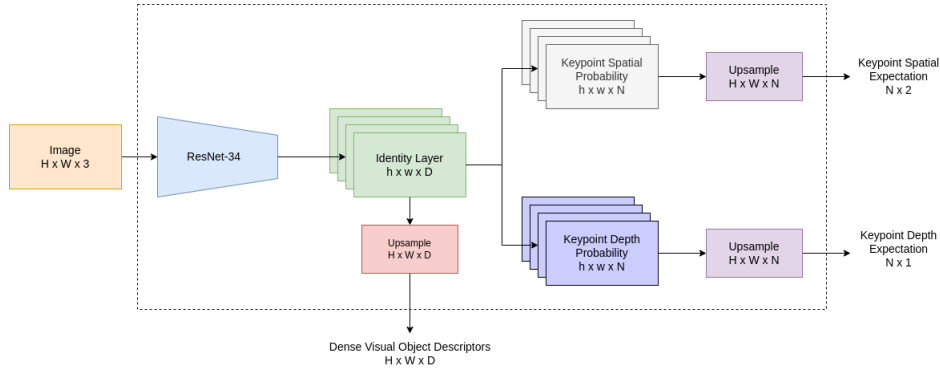 Image
H x W x 3
ResNet-34
Identity Layer
h x w x D
Upsample
H x W x D
Dense Visual Object Descriptors
H x W x D
Keypoint Spatial
Probability
h x w x N
Upsample
H x W x N
Keypoint Spatial
Expectation
N x 2
Keypoint Depth
Probability
h x w x N
Upsample
H x W x N
Keypoint Depth
Expectation
N x 1